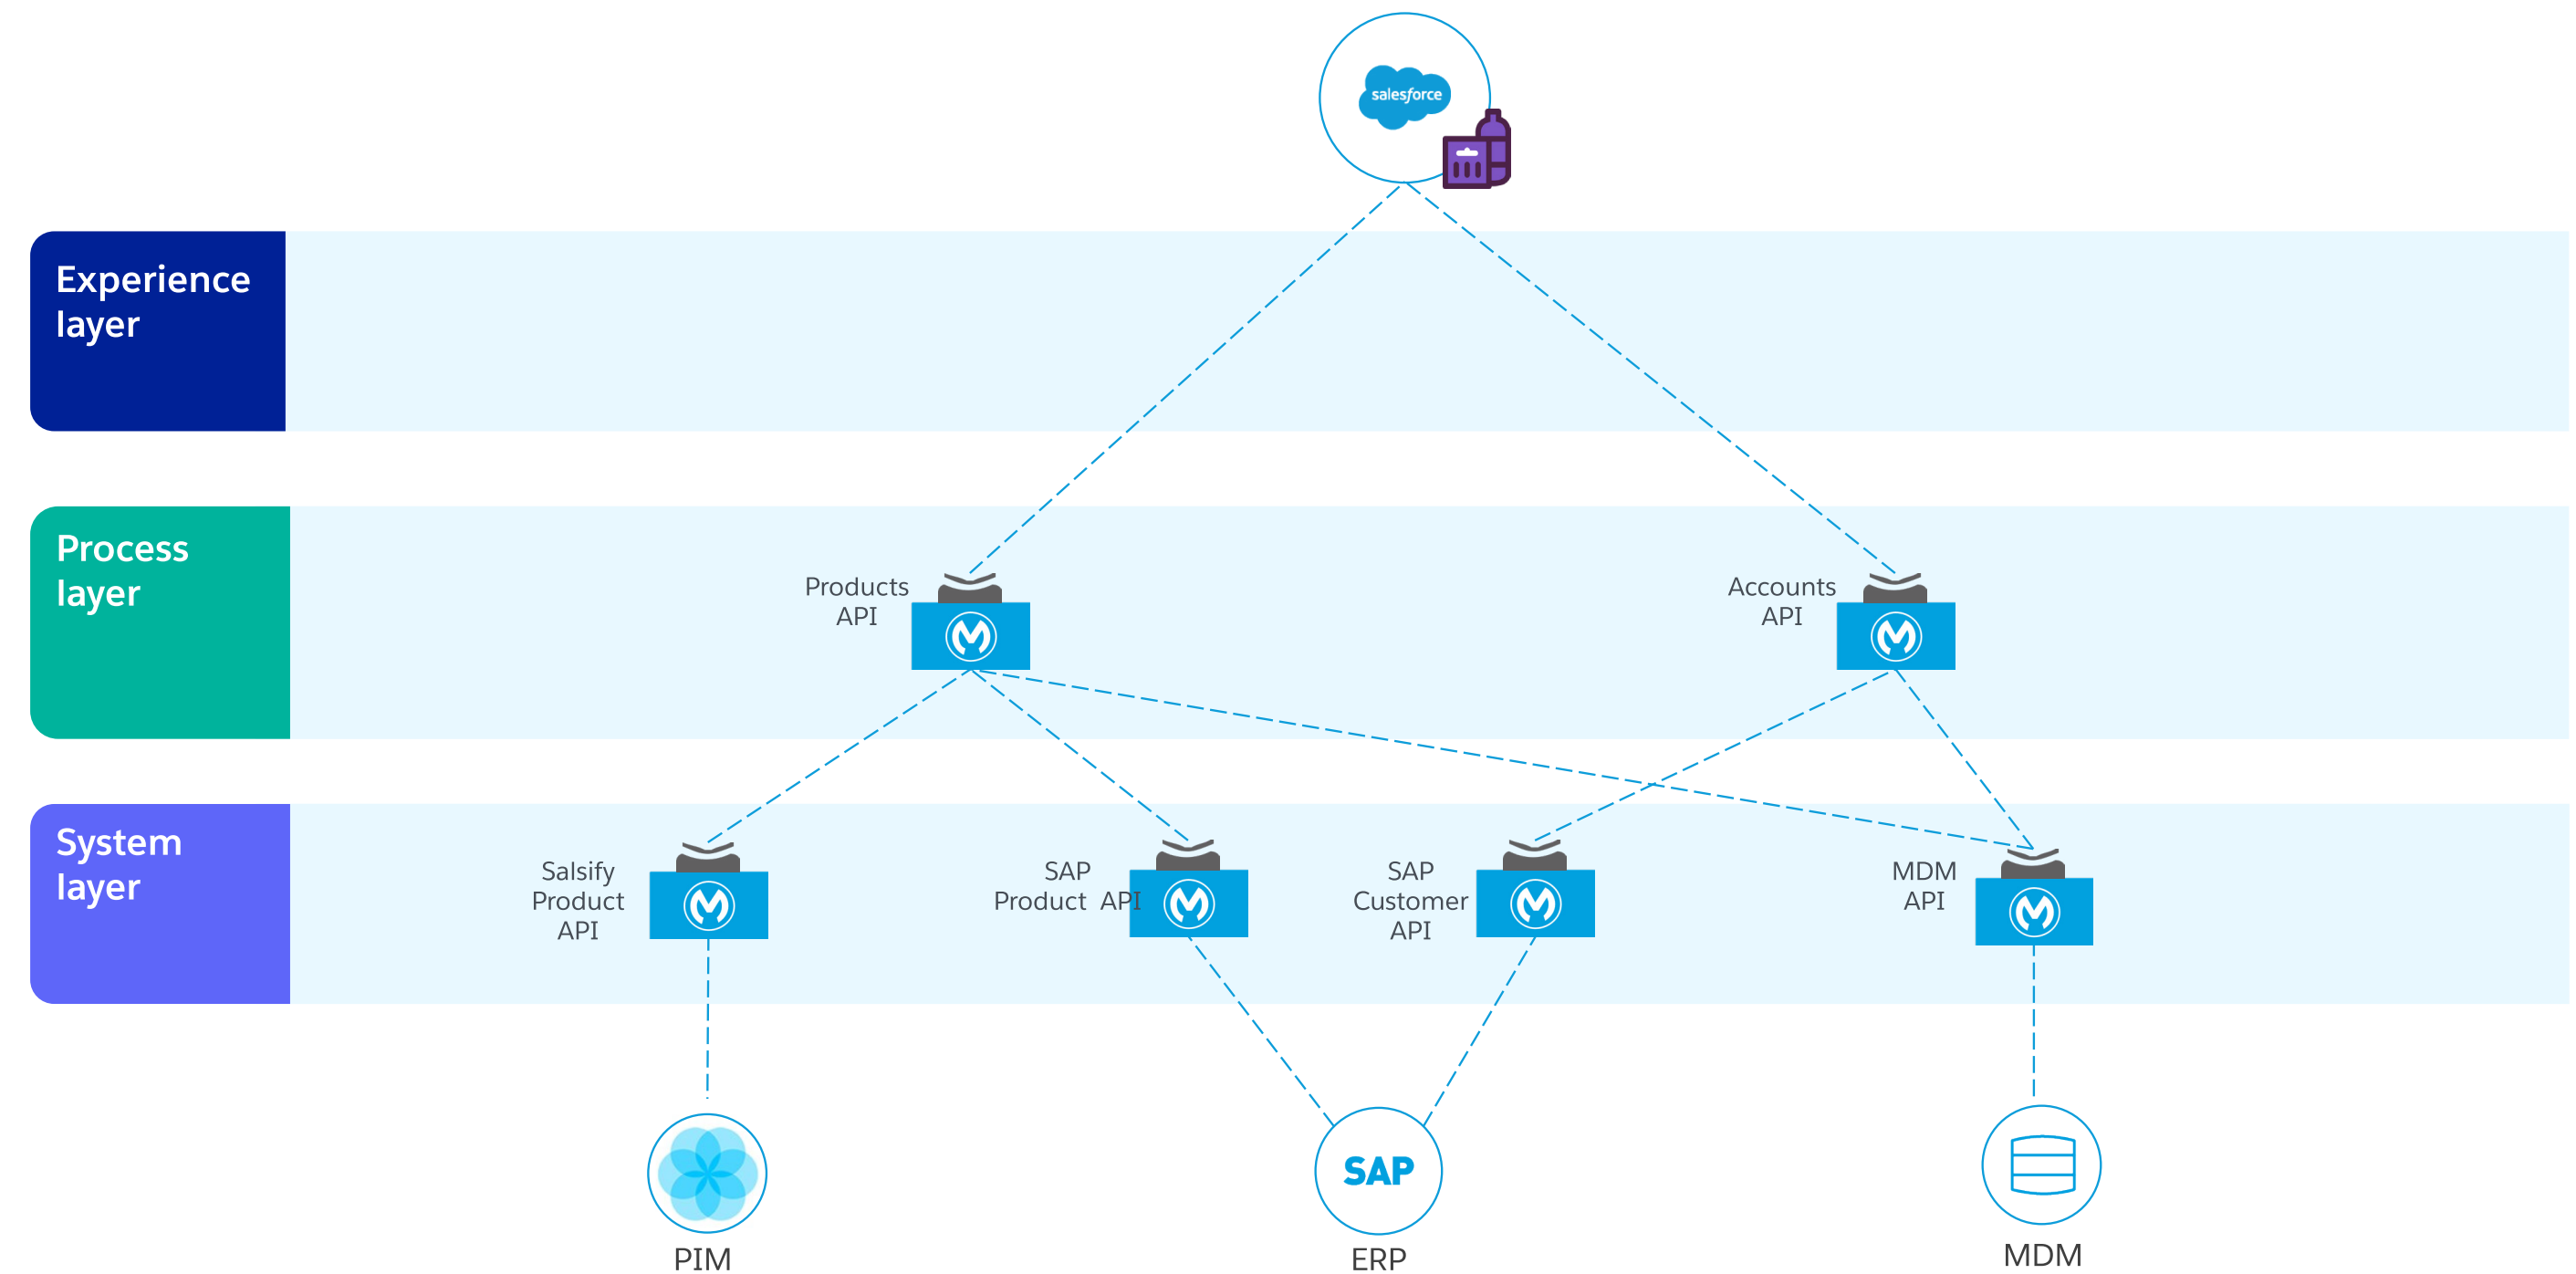 salesforce
Experience
layer
Process
layer
Products
API
Accounts
API
System
layer
Salsify
Product
API
SAP
Product API
SAP
Customer
API
MDM
API
SAP
PIM
ERP
MDM